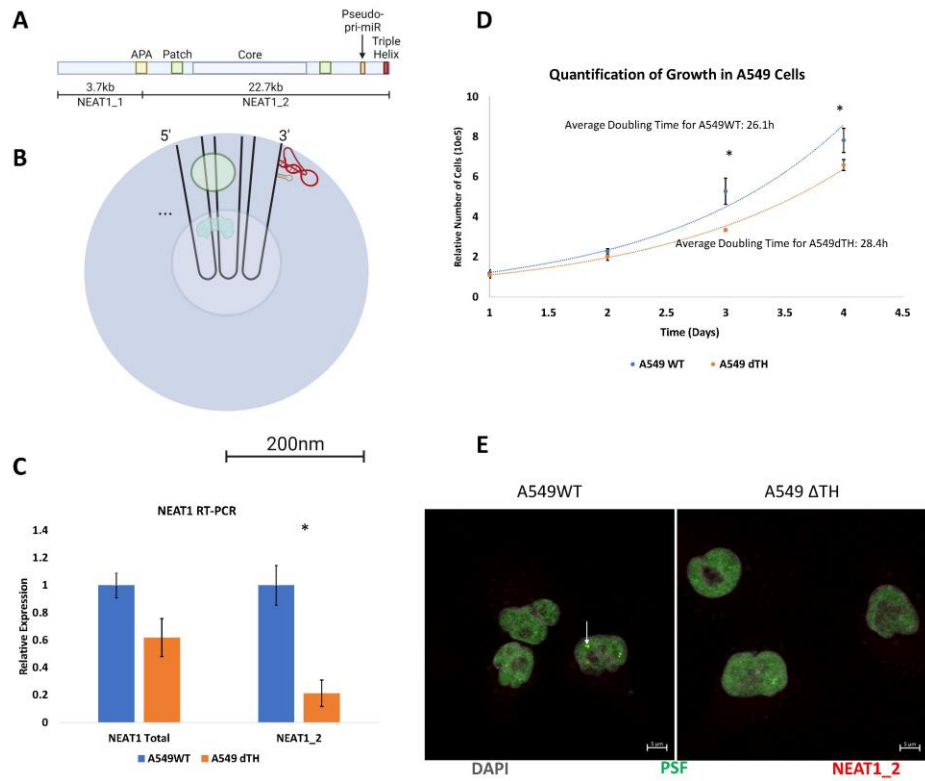 A
Pseudo-
pri-miR
Triple
Helix
APA Patch Core
3.7kb 22.7kb
NEAT1_1 NEAT1_2
B
5' 3'
...
200nm
C
NEAT1 RT-PCR
*
Relative Expression
1.4
1.2
1
0.8
0.6
0.4
0.2
0
NEAT1 Total NEAT1_2
A549WT A549 dTH
D
Quantification of Growth in A549 Cells
Relative Number of Cells (10e5)
10
8
6
4
2
0
Average Doubling Time for A549WT: 26.1h
*
*
Average Doubling Time for A549dTH: 28.4h
1 1.5 2 2.5 3 3.5 4 4.5
Time (Days)
A549 WT A549 dTH
E
A549WT A549 ΔTH
5 μm 5 μm
DAPI PSF NEAT1_2